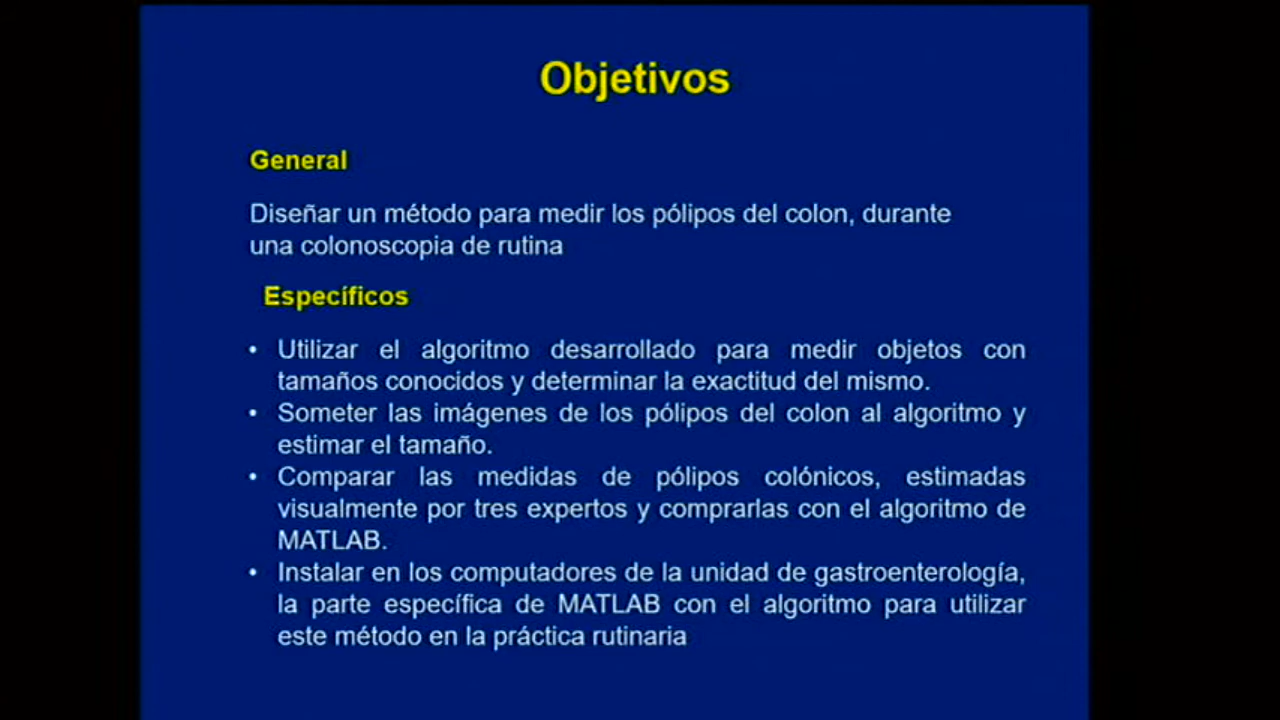 Objetivos
General
Diseñar un método para medir los pólipos del colon, durante
una colonoscopia de rutina
Específicos
• Utilizar el algoritmo desarrollado para medir objetos con
tamaños conocidos y determinar la exactitud del mismo.
• Someter las imágenes de los pólipos del colon al algoritmo y
estimar el tamaño.
• Comparar las medidas de pólipos colónicos, estimadas
visualmente por tres expertos y comprarlas con el algoritmo de
MATLAB.
• Instalar en los computadores de la unidad de gastroenterología,
la parte específica de MATLAB con el algoritmo para utilizar
este método en la práctica rutinaria